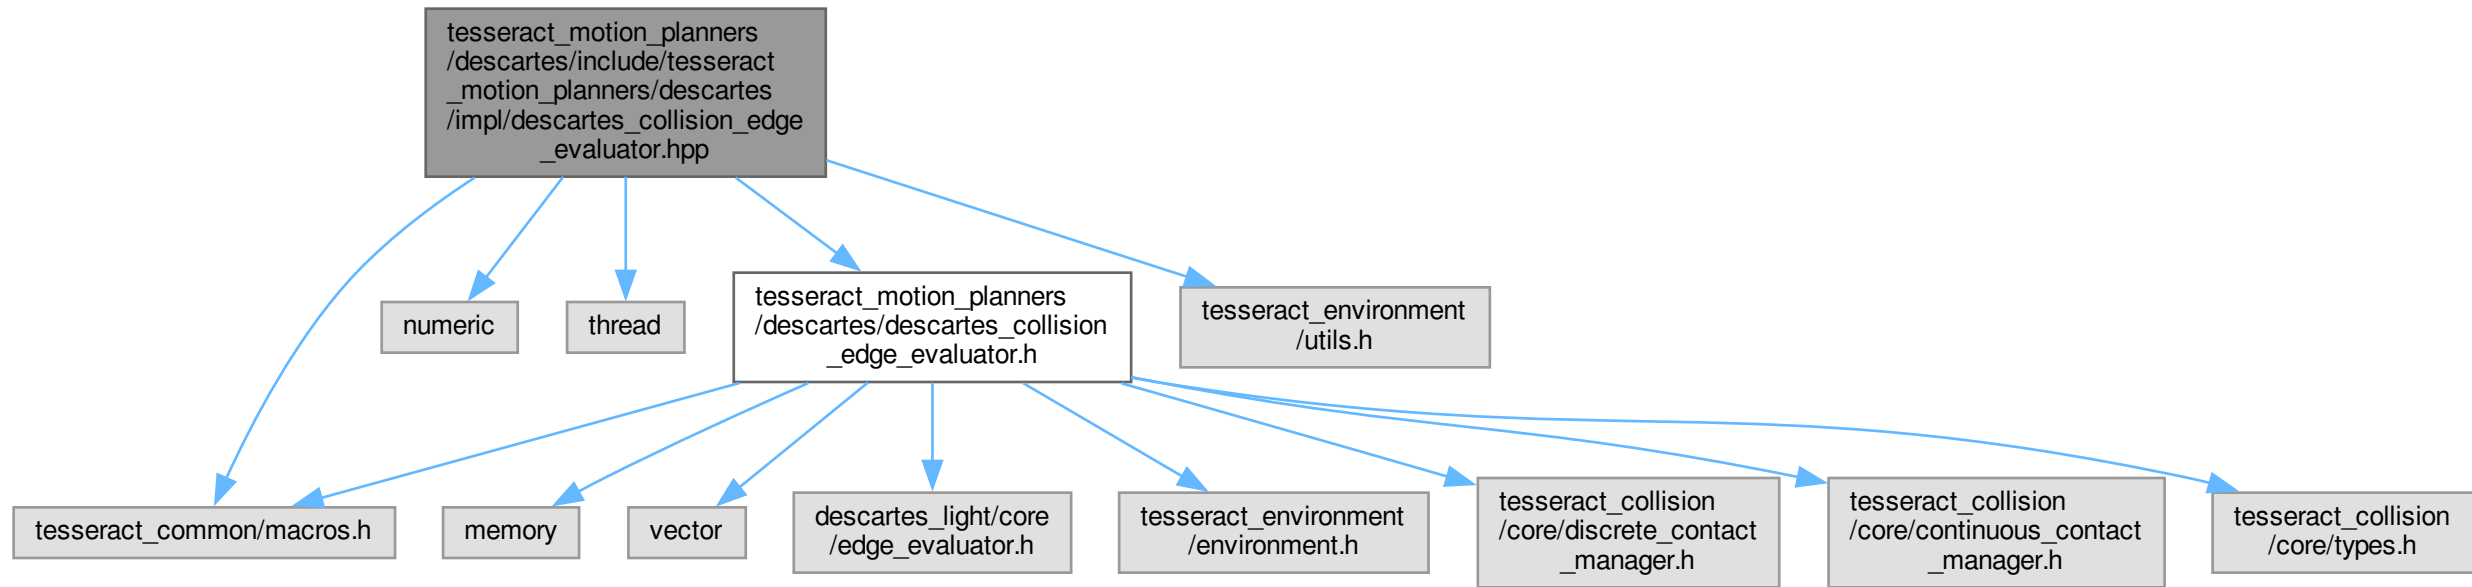 tesseract_motion_planners
/descartes/include/tesseract
_motion_planners/descartes
/impl/descartes_collision_edge
_evaluator.hpp
numeric
thread
tesseract_motion_planners
/descartes/descartes_collision
_edge_evaluator.h
tesseract_environment
/utils.h
tesseract_common/macros.h
memory
vector
descartes_light/core
/edge_evaluator.h
tesseract_environment
/environment.h
tesseract_collision
/core/discrete_contact
_manager.h
tesseract_collision
/core/continuous_contact
_manager.h
tesseract_collision
/core/types.h